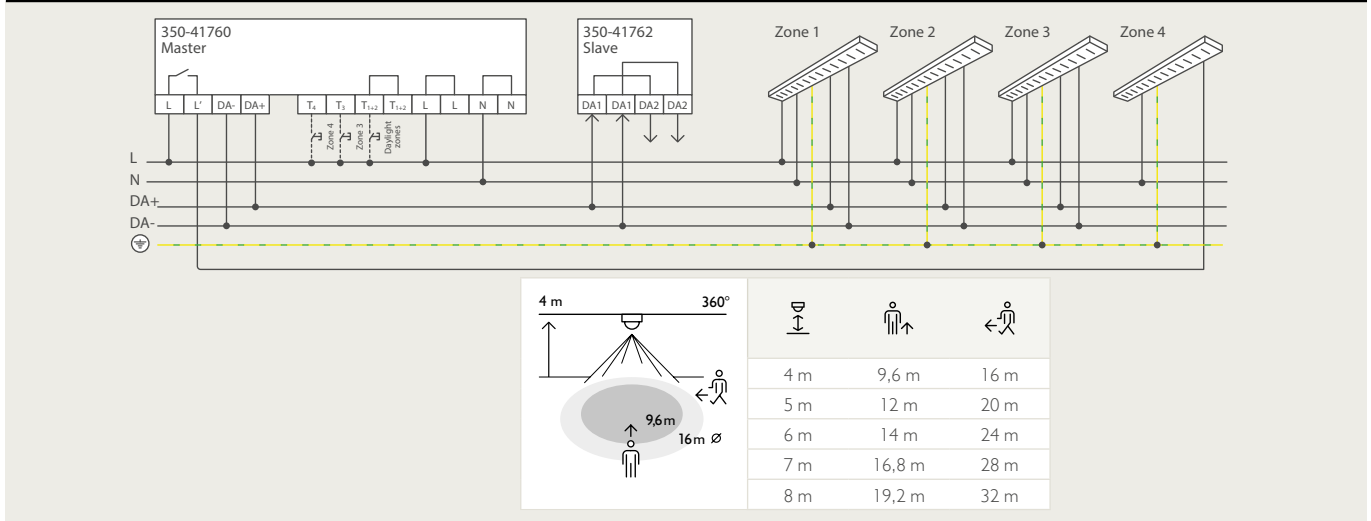 350-41760
Master
350-41762
Slave
Zone 1
Zone 2
Zone 3
Zone 4
L L' DA- DA+ T4 T3 T1+2 T1+2 L L N N
DA1 DA1 DA2 DA2
Zone 4
Zone 3
Daylight
zones
L
N
DA+
DA-
4 m
360°
9,6m
16m Ø
4 m 9,6 m 16 m
5 m 12 m 20 m
6 m 14 m 24 m
7 m 16,8 m 28 m
8 m 19,2 m 32 m